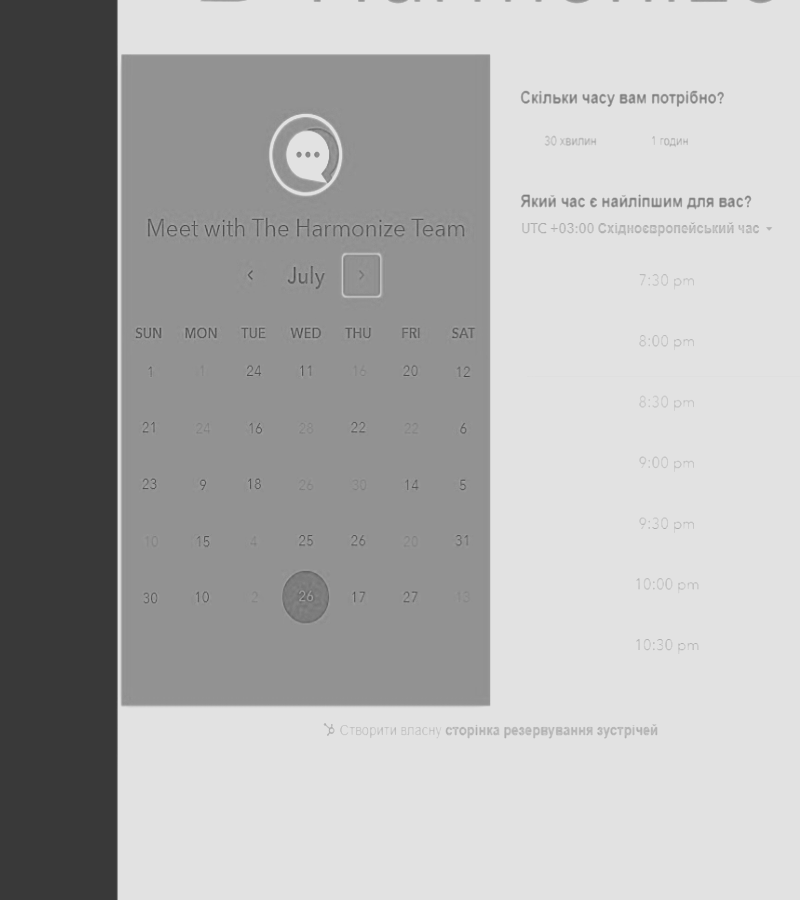 Meet with The Harmonize Team
July
SUN MON TUE WED THU FRI SAT
1 1 24 11 16 20 12
21 24 16 28 22 22 6
23 9 18 26 30 14 5
10 15 4 25 26 20 31
30 10 2 26 17 27 13
Скільки часу вам потрібно?
30 хвилин 1 годин
Який час є найліпшим для вас?
UTC +03:00 Східноєвропейський час
7:30 pm
8:00 pm
8:30 pm
9:00 pm
9:30 pm
10:00 pm
10:30 pm
Створити власну сторінка резервування зустрічей